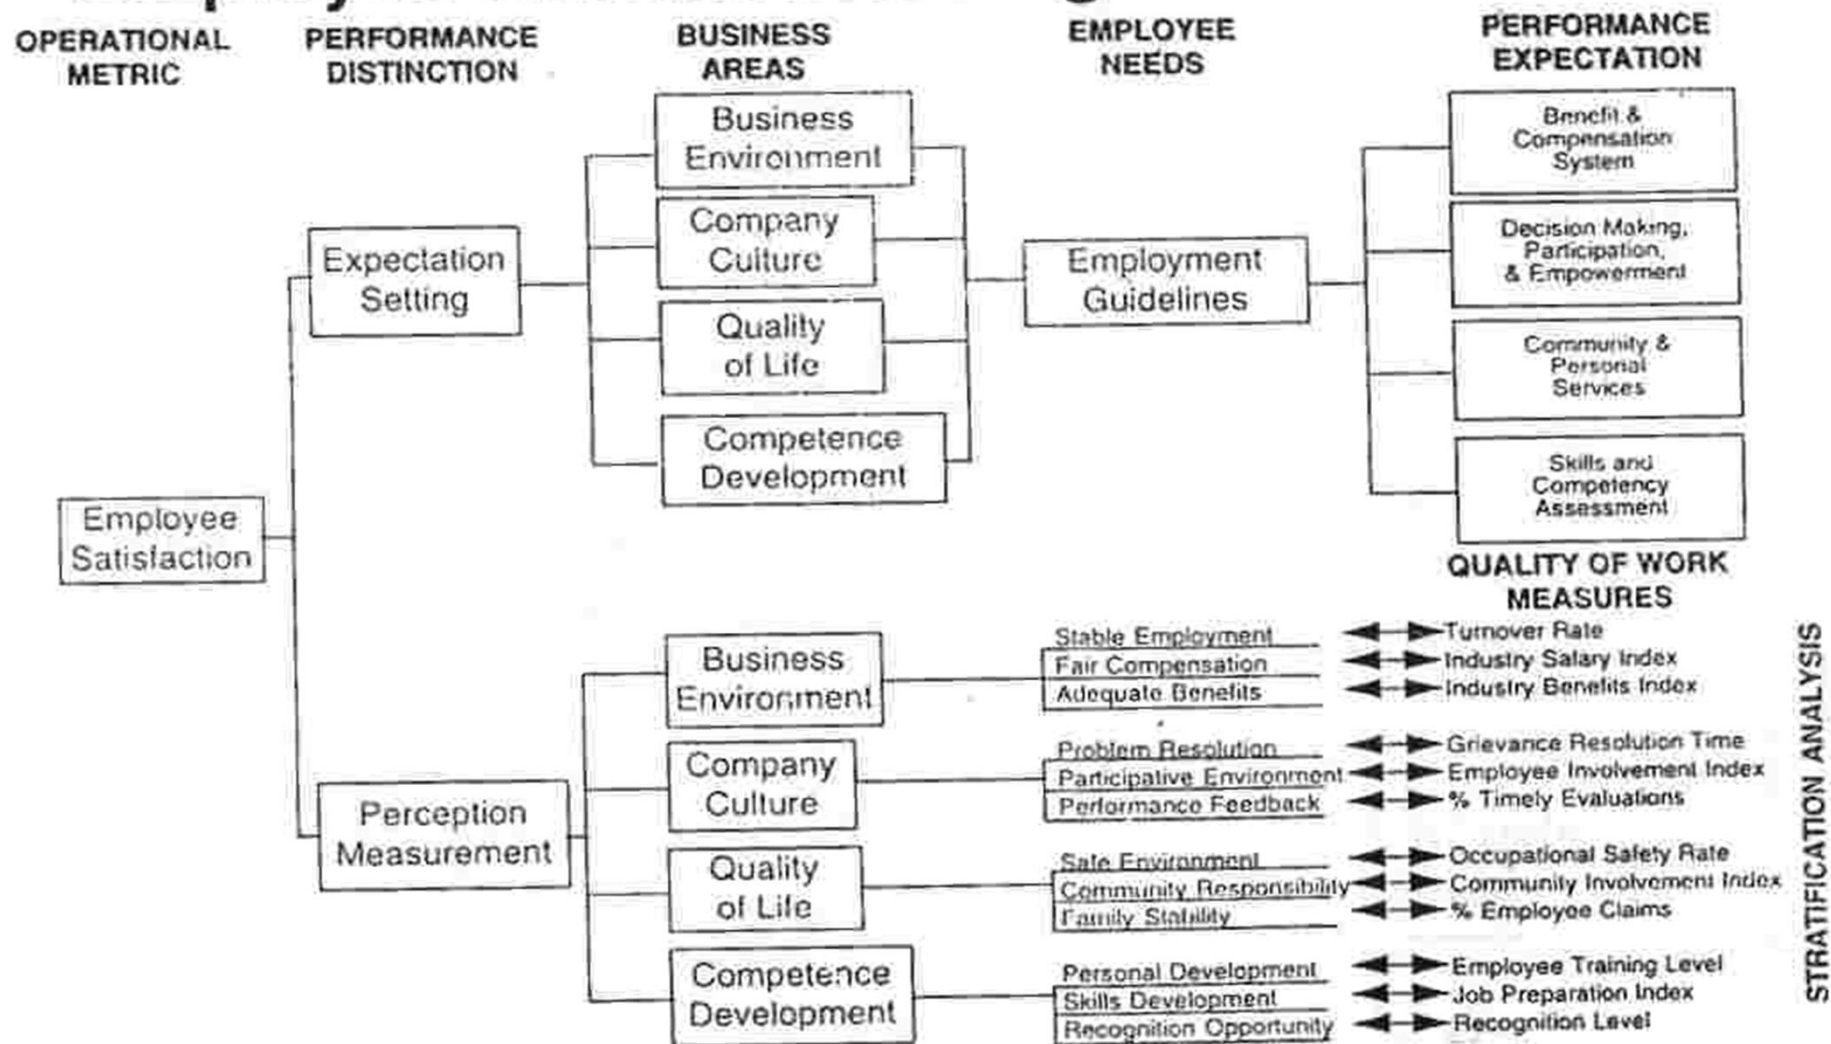 OPERATIONAL
METRIC
PERFORMANCE
DISTINCTION
BUSINESS
AREAS
EMPLOYEE
NEEDS
PERFORMANCE
EXPECTATION
Business
Environment
Company
Culture
Quality
of Life
Competence
Development
Expectation
Setting
Employment
Guidelines
Benefit &
Compensation
System
Decision Making,
Participation,
& Empowerment
Community &
Personal
Services
Skills and
Competency
Assessment
Employee
Satisfaction
QUALITY OF WORK
MEASURES
Perception
Measurement
Business
Environment
Stable Employment
Turnover Rate
Fair Compensation
Industry Salary Index
Adequate Benefits
Industry Benefits Index
Company
Culture
Problem Resolution
Grievance Resolution Time
Participative Environment
Employee Involvement Index
Performance Feedback
% Timely Evaluations
Quality
of Life
Safe Environment
Occupational Safety Rate
Community Responsibility
Community Involvement Index
Family Stability
% Employee Claims
Competence
Development
Personal Development
Employee Training Level
Skills Development
Job Preparation Index
Recognition Opportunity
Recognition Level
STRATIFICATION ANALYSIS